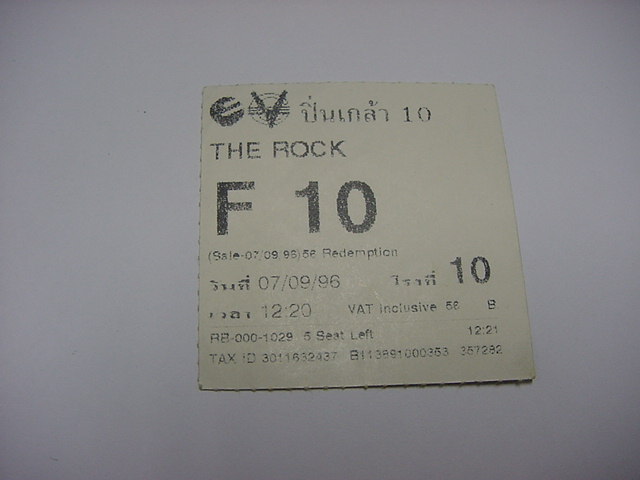 EV ปิ่นเกล้า 10
THE ROCK
F 10
(Sale-07/09/96) 56 Redemption
วันที่ 07/09/96 โรงที่ 10
เวลา 12:20 VAT Inclusive 56 B
RB-000-1029 5 Seat Left 12:21
TAX ID 3011632437 B113891000353 357282